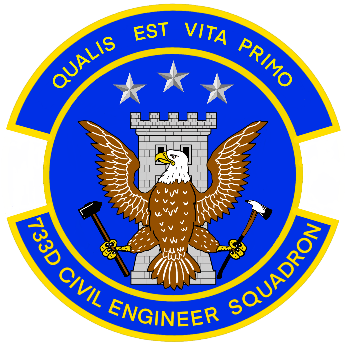 QUALIS EST VITA PRIMO
733D CIVIL ENGINEER SQUADRON